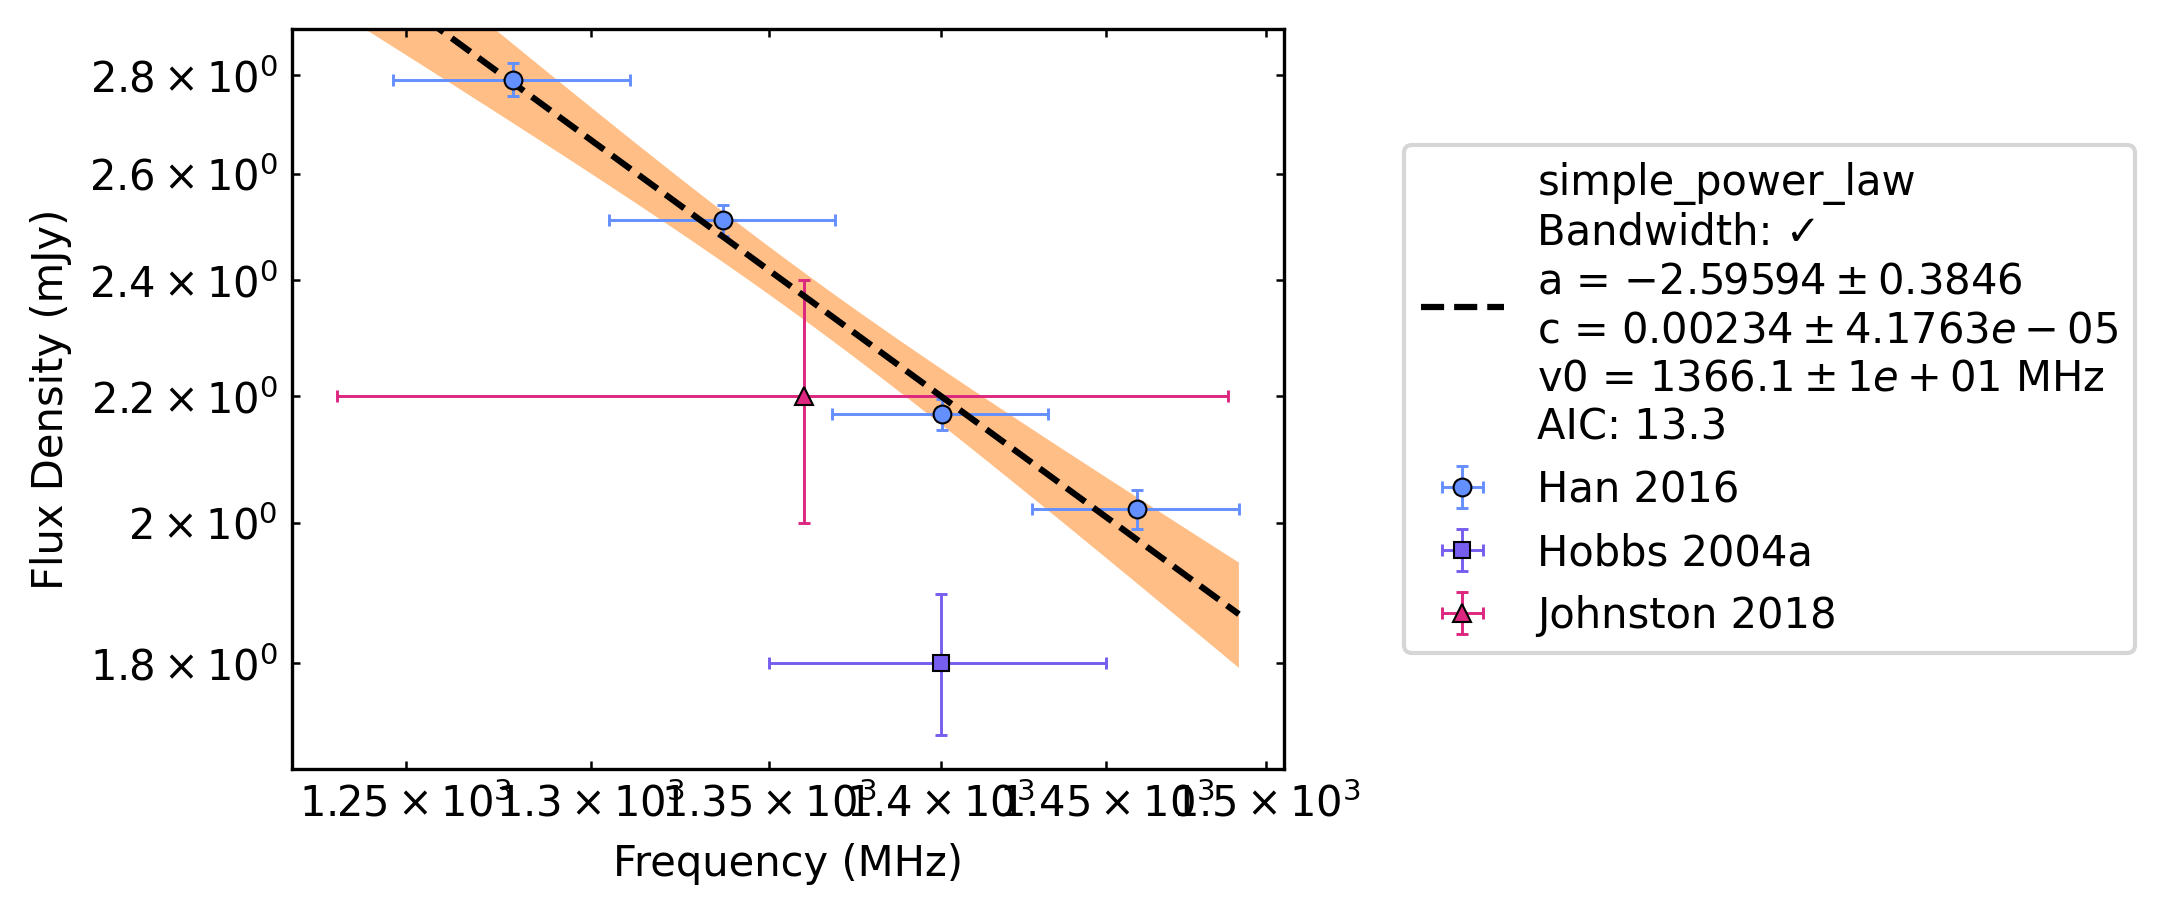 2.8 × 10⁰
2.6 × 10⁰
2.4 × 10⁰
2.2 × 10⁰
2 × 10⁰
1.8 × 10⁰
Flux Density (mJy)
1.25 × 10³ 1.3 × 10³ 1.35 × 10³ 1.4 × 10³ 1.45 × 10³ 1.5 × 10³
Frequency (MHz)
simple_power_law
Bandwidth: ✓
a = −2.59594 ± 0.3846
c = 0.00234 ± 4.1763e − 05
v0 = 1366.1 ± 1e + 01 MHz
AIC: 13.3
Han 2016
Hobbs 2004a
Johnston 2018